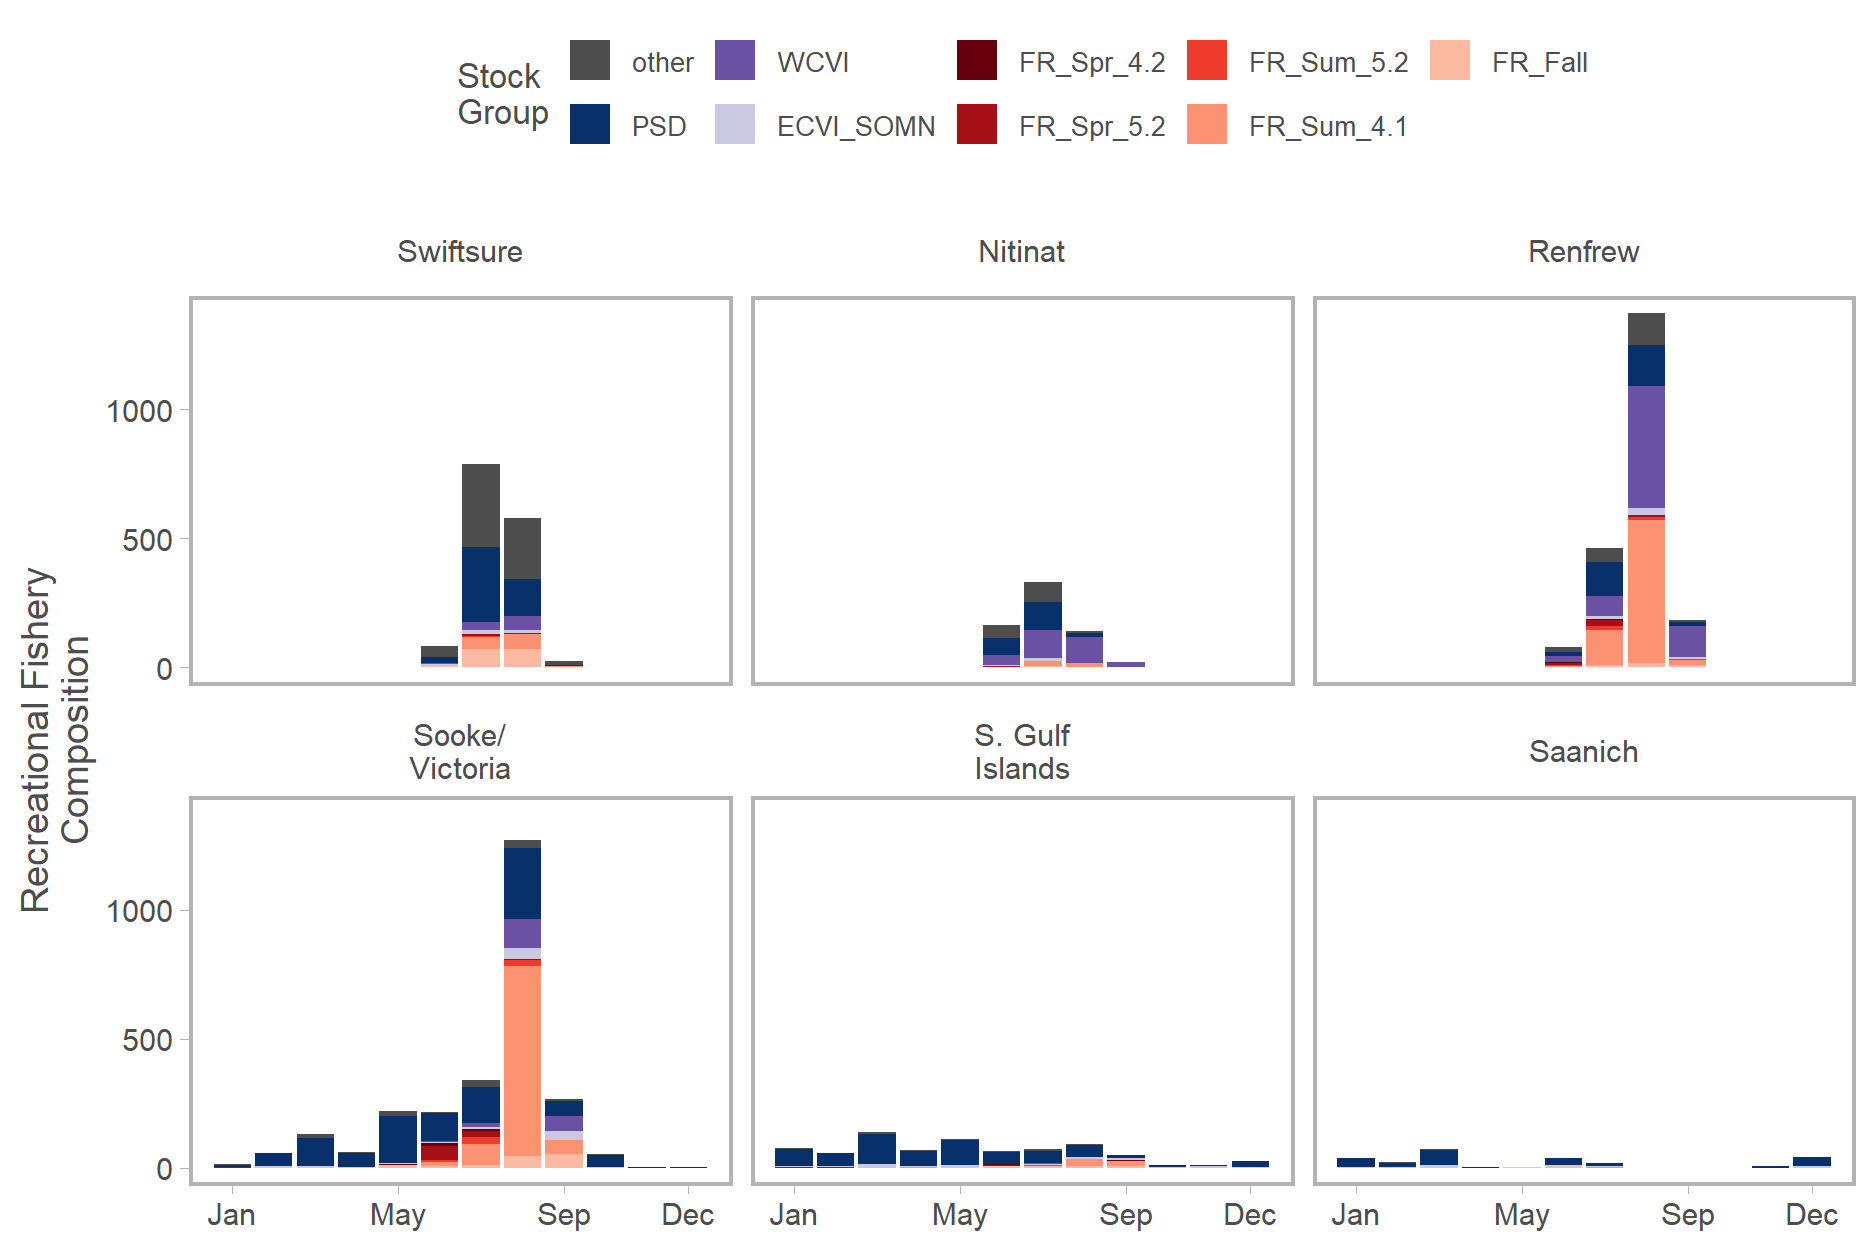 Stock
Group
other
WCVI
FR_Spr_4.2
FR_Sum_5.2
FR_Fall
PSD
ECVI_SOMN
FR_Spr_5.2
FR_Sum_4.1
Swiftsure
Nitinat
Renfrew
1000
500
0
Recreational Fishery
Composition
Sooke/
Victoria
S. Gulf
Islands
Saanich
1000
500
0
Jan May Sep Dec
Jan May Sep Dec
Jan May Sep Dec